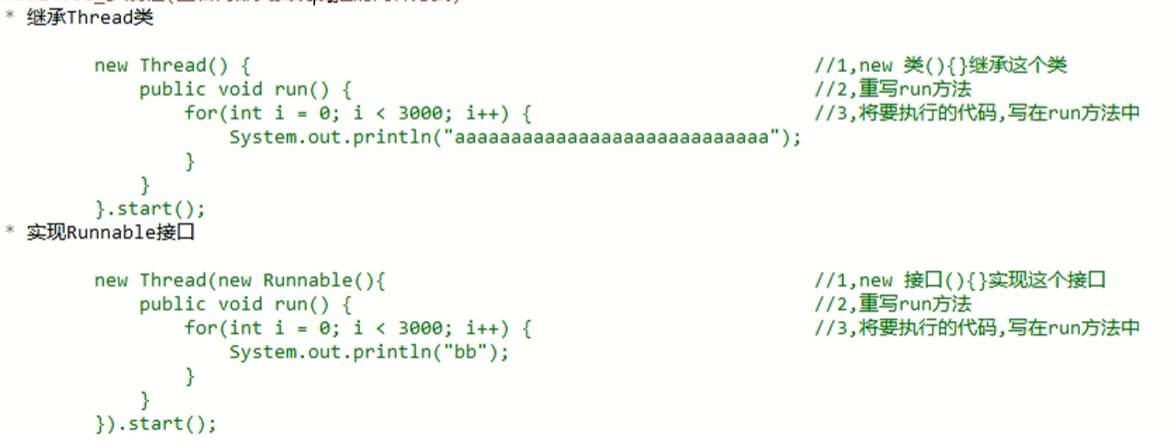 * 继承Thread类
new Thread() { //1,new 类(){}继承这个类
public void run() { //2,重写run方法
for(int i = 0; i < 3000; i++) { //3,将要执行的代码,写在run方法中
System.out.println("aaaaaaaaaaaaaaaaaaaaaaaaaaaa");
}
}
}.start();
* 实现Runnable接口
new Thread(new Runnable(){ //1,new 接口(){}实现这个接口
public void run() { //2,重写run方法
for(int i = 0; i < 3000; i++) { //3,将要执行的代码,写在run方法中
System.out.println("bb");
}
}
}).start();